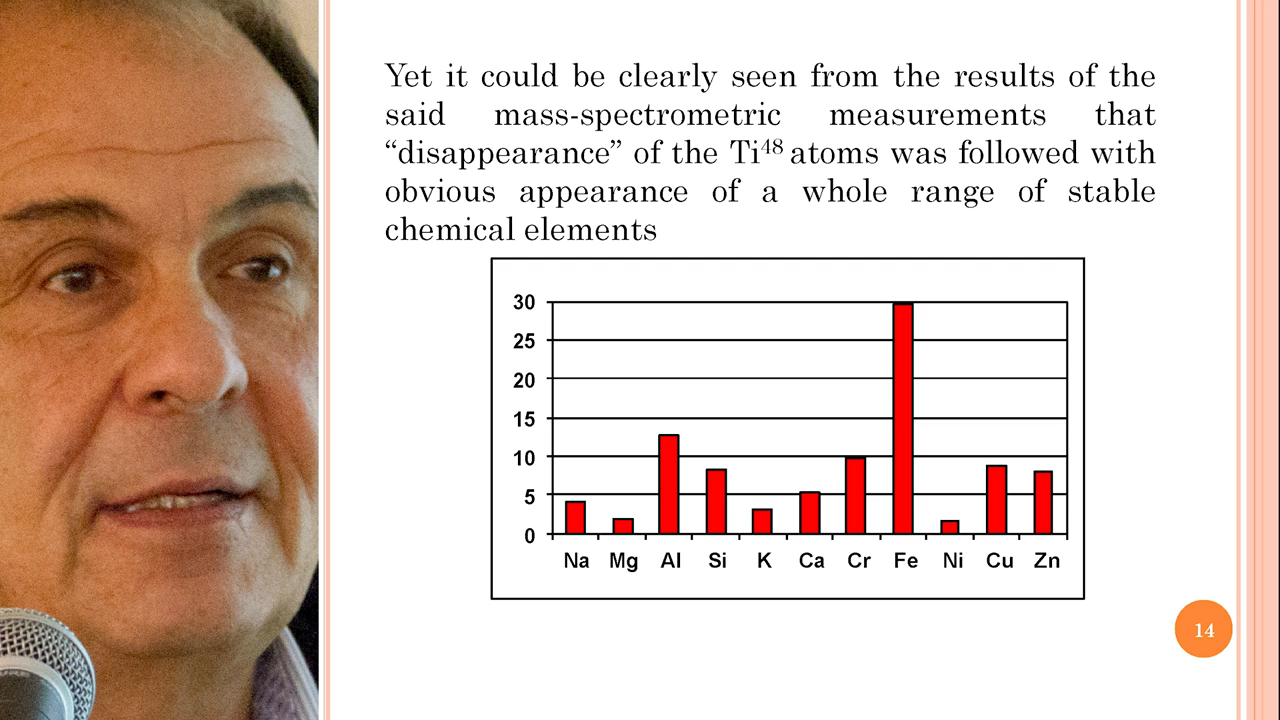 Yet it could be clearly seen from the results of the
said mass-spectrometric measurements that
“disappearance” of the Ti⁴⁸ atoms was followed with
obvious appearance of a whole range of stable
chemical elements
30
25
20
15
10
5
0
Na Mg Al Si K Ca Cr Fe Ni Cu Zn
14